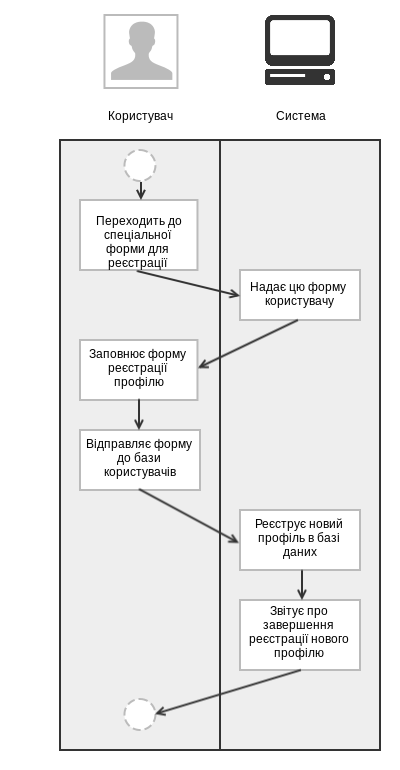 Користувач
Система
Переходить до
спеціальної
форми для
реєстрації
Надає цю форму
користувачу
Заповнює форму
реєстрації
профілю
Відправляє форму
до бази
користувачів
Реєструє новий
профіль в базі
даних
Звітує про
завершення
реєстрації нового
профілю